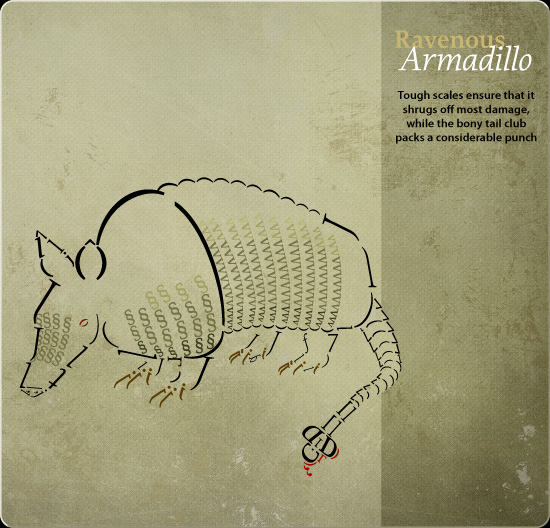 Ravenous
Armadillo
Tough scales ensure that it
shrugs off most damage,
while the bony tail club
packs a considerable punch